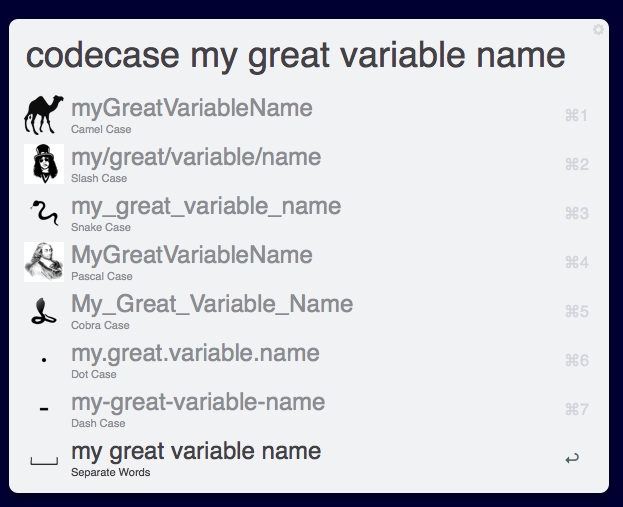 codecase my great variable name
myGreatVariableName
Camel Case
⌘1
my/great/variable/name
Slash Case
⌘2
my_great_variable_name
Snake Case
⌘3
MyGreatVariableName
Pascal Case
⌘4
My_Great_Variable_Name
Cobra Case
⌘5
my.great.variable.name
Dot Case
⌘6
my-great-variable-name
Dash Case
⌘7
my great variable name
Separate Words
↩